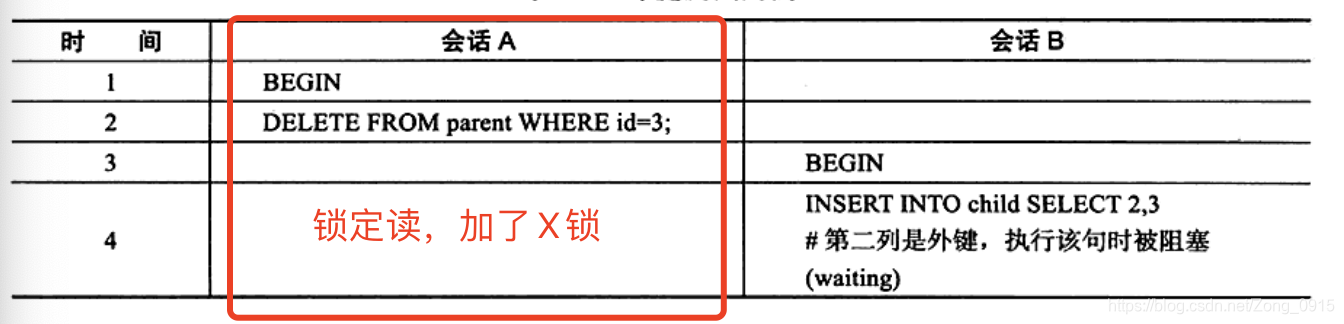 时 间 会话 A 会话 B
1 BEGIN
2 DELETE FROM parent WHERE id=3;
3 BEGIN
INSERT INTO child SELECT 2,3
4 锁定读，加了X锁 # 第二列是外键，执行该句时被阻塞
(waiting)
https://blog.csdn.net/Zong_0915